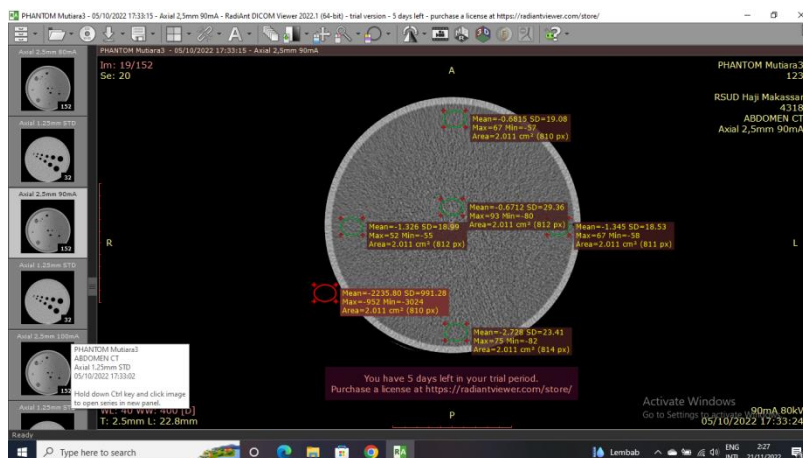 PHANTOM Mutiara3 - 05/10/2022 17:33:15 - Axial 2,5mm 90mA - RadiAnt DICOM Viewer 2022.1 (64-bit) - trial version - 5 days left - purchase a license at https://radiantviewer.com/store/
Axial 2,5mm 80mA
PHANTOM Mutiara3 - 05/10/2022 17:33:15 - Axial 2,5mm 90mA
Im: 19/152
Se: 20
A
PHANTOM Mutiara3
123
RSUD Haji Makassar
4318
ABDOMEN CT
Axial 2,5mm 90mA
152
Axial 1.25mm STD
32
Axial 2,5mm 90mA
152
Axial 1.25mm STD
32
Axial 2,5mm 100mA
152
Axial 1.25mm STD
Mean=-0.6815 SD=19.08
Max=67 Min=-57
Area=2.011 cm² (810 px)
Mean=-0.6712 SD=29.36
Max=93 Min=-80
Area=2.011 cm² (812 px)
Mean=-1.326 SD=18.99
Max=52 Min=-55
Area=2.011 cm² (812 px)
Mean=-1.345 SD=18.53
Max=67 Min=-58
Area=2.011 cm² (811 px)
R
L
Mean=-2235.80 SD=991.28
Max=-952 Min=-3024
Area=2.011 cm² (810 px)
Mean=-2.728 SD=23.41
Max=75 Min=-82
Area=2.011 cm² (814 px)
PHANTOM Mutiara3
ABDOMEN CT
Axial 1.25mm STD
05/10/2022 17:33:02
Hold down Ctrl key and click image
to open series in new panel.
You have 5 days left in your trial period.
Purchase a license at https://radiantviewer.com/store/
Activate Windows
Go to Settings to activate Windows.
WL: 40 WW: 400 [D]
T: 2.5mm L: 22.8mm
P
90mA 80kV
05/10/2022 17:33:24
Ready
Type here to search
RA
Lembab
ENG
INTL
2:27
21/11/2022